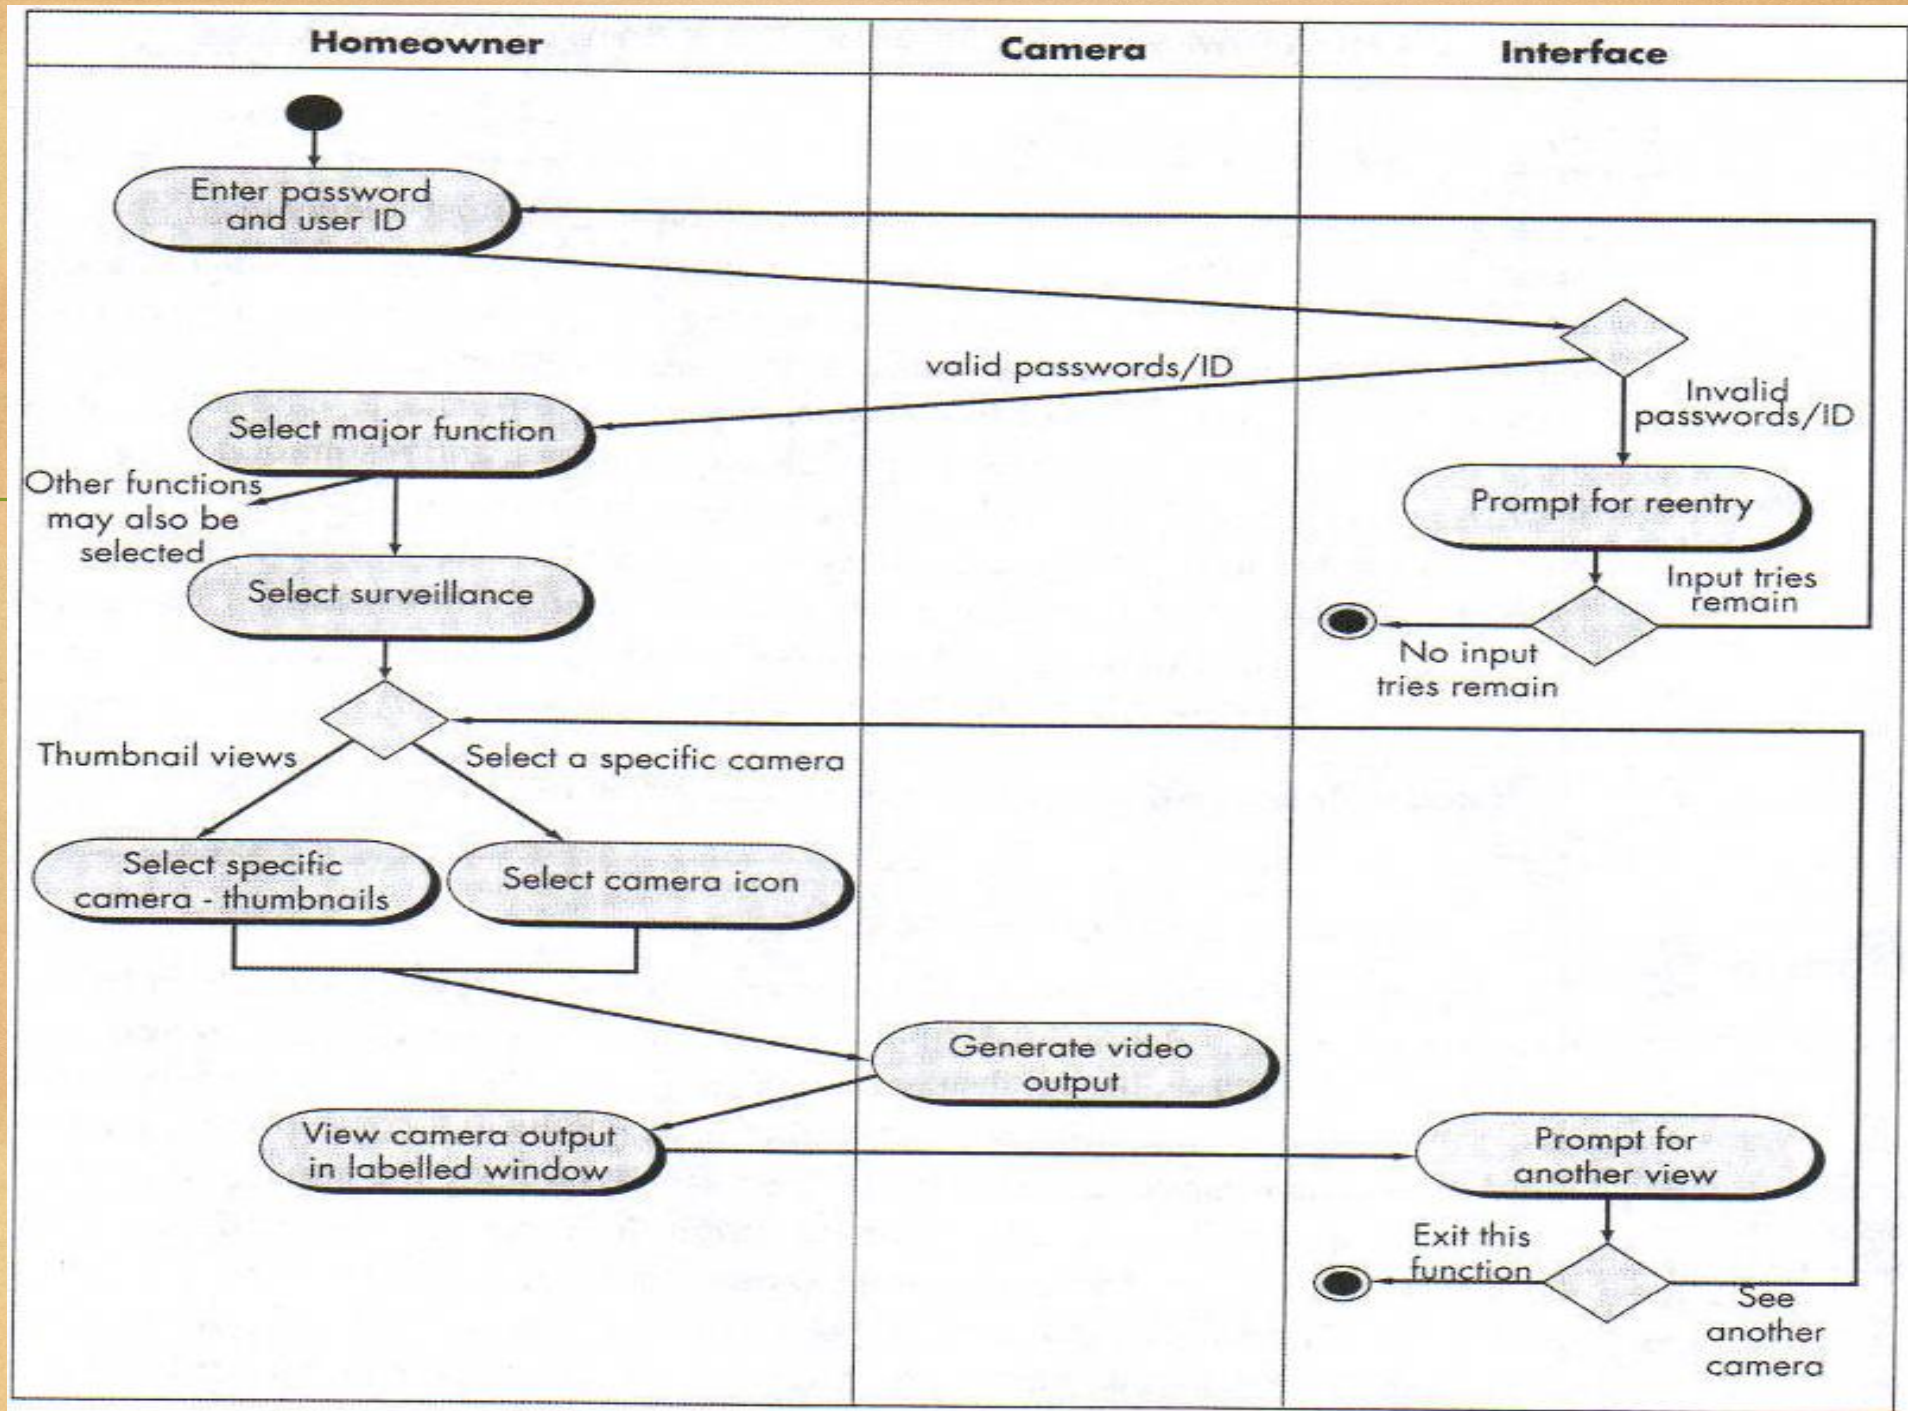 Homeowner
Camera
Interface
Enter password
and user ID
valid passwords/ID
Invalid
passwords/ID
Select major function
Other functions
may also be
selected
Prompt for reentry
Select surveillance
Input tries
remain
No input
tries remain
Thumbnail views
Select a specific camera
Select specific
camera - thumbnails
Select camera icon
Generate video
output
View camera output
in labelled window
Prompt for
another view
Exit this
function
See
another
camera